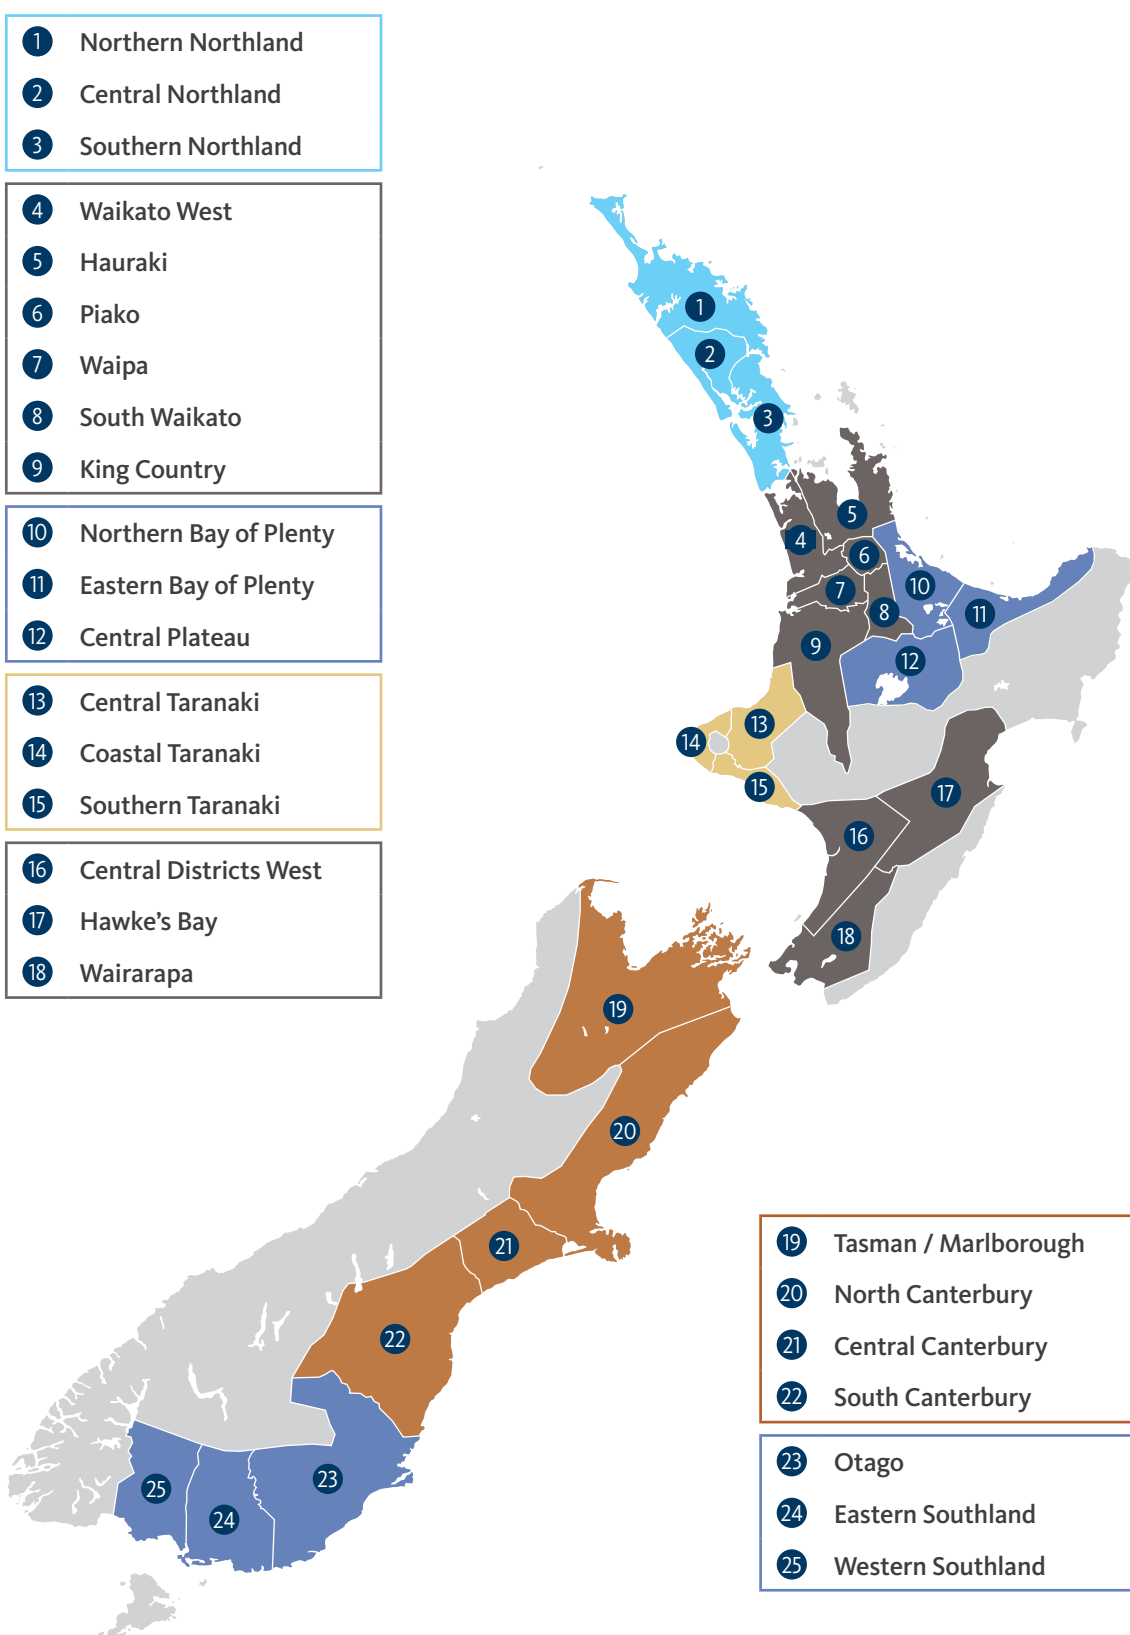 1 Northern Northland
2 Central Northland
3 Southern Northland
4 Waikato West
5 Hauraki
6 Piako
7 Waipa
8 South Waikato
9 King Country
10 Northern Bay of Plenty
11 Eastern Bay of Plenty
12 Central Plateau
13 Central Taranaki
14 Coastal Taranaki
15 Southern Taranaki
16 Central Districts West
17 Hawke's Bay
18 Wairarapa
1
2
3
5
4
6
7
10
8
11
9
12
13
14
15
17
16
18
19
20
21
22
23
25
24
19 Tasman / Marlborough
20 North Canterbury
21 Central Canterbury
22 South Canterbury
23 Otago
24 Eastern Southland
25 Western Southland